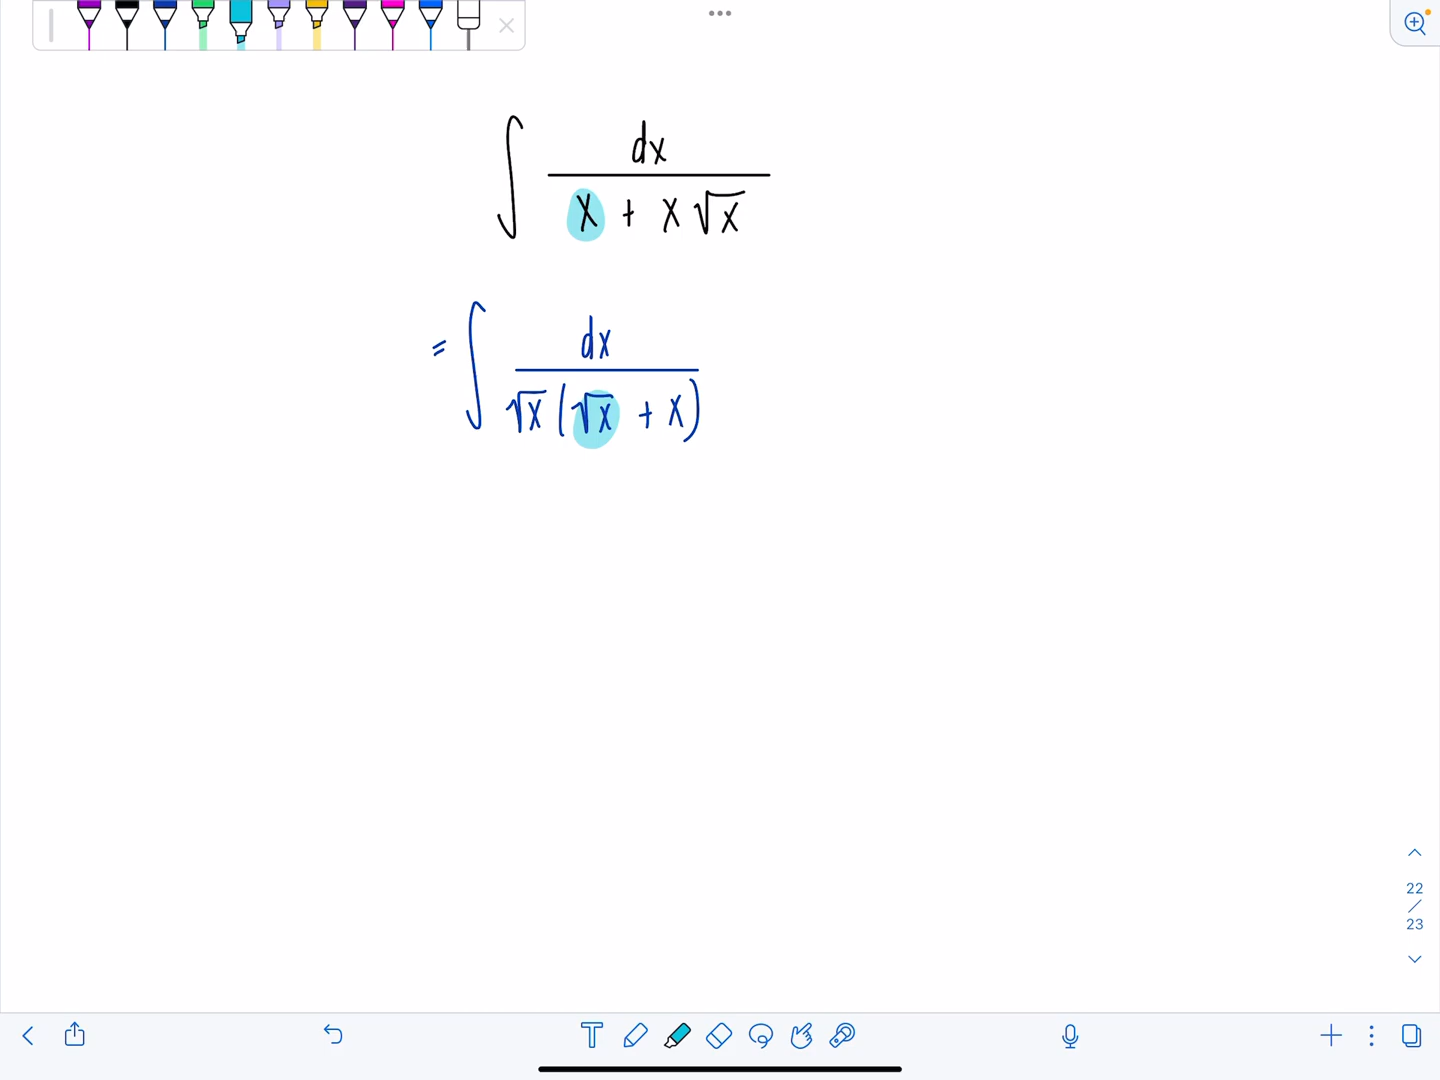 ∫ dx / (x + x√x)
= ∫ dx / (√x (√x + x))
22
/
23
T